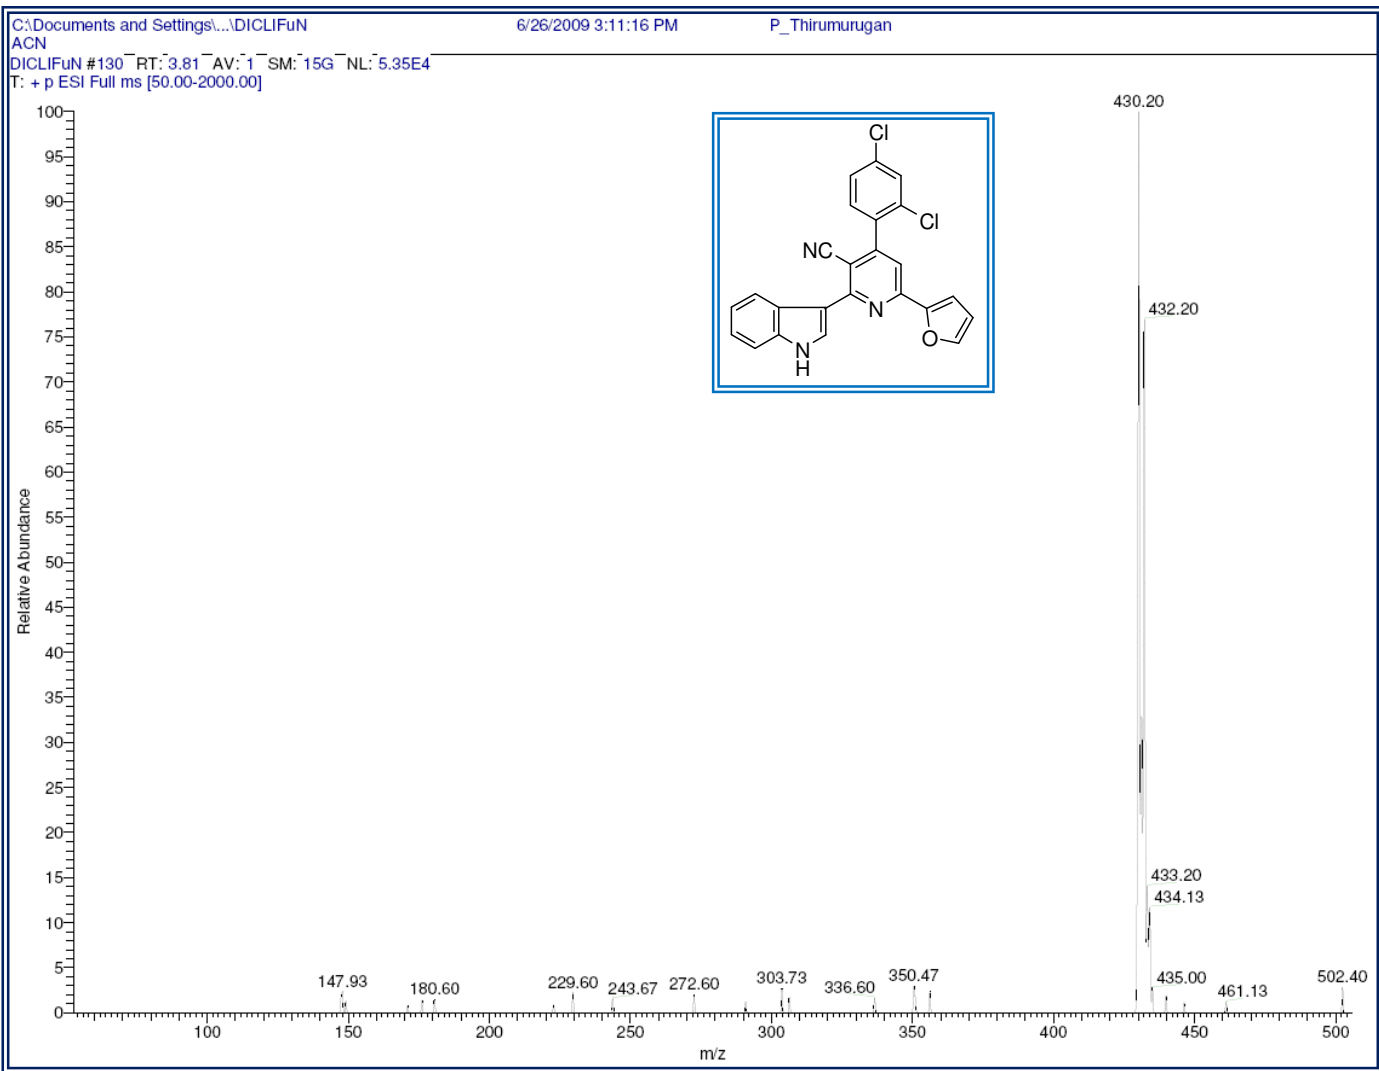 C:\Documents and Settings\...\DICLIFuN 6/26/2009 3:11:16 PM P_Thirumurugan
ACN
DICLIFuN #130 RT: 3.81 AV: 1 SM: 15G NL: 5.35E4
T: + p ESI Full ms [50.00-2000.00]
430.20
100
95
90
85
80
75
70
65
60
55
50
45
40
35
30
25
20
15
10
5
0
Relative Abundance
Cl
Cl
NC
N
O
N
H
432.20
433.20
434.13
147.93
180.60
229.60
243.67
272.60
303.73
336.60
350.47
435.00
461.13
502.40
100 150 200 250 300 350 400 450 500
m/z